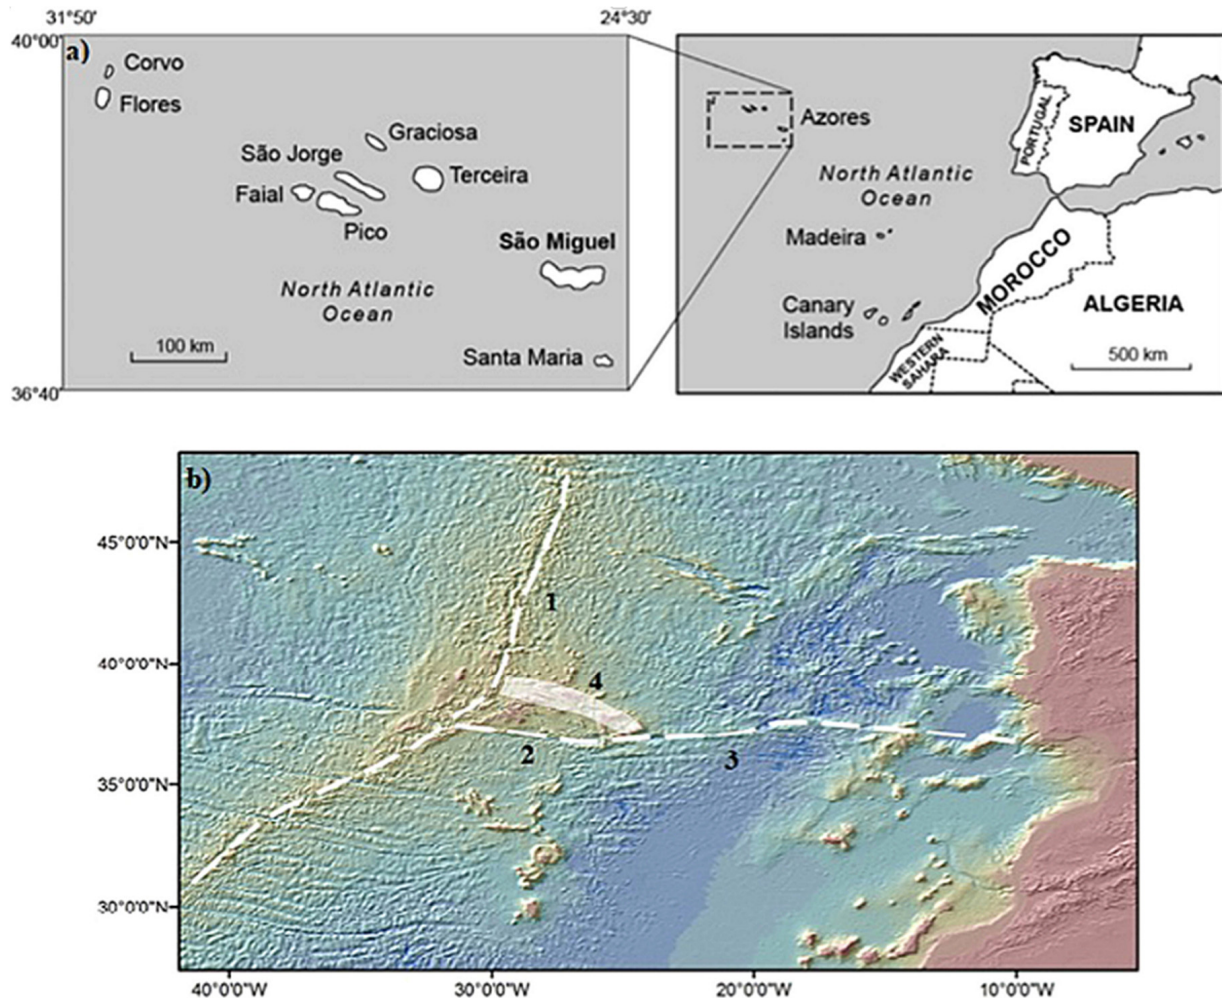 31°50'
24°30'
40°00'
a)
Corvo
Flores
Graciosa
São Jorge
Terceira
Faial
Pico
São Miguel
North Atlantic
Ocean
100 km
Santa Maria
36°40'
Azores
PORTUGAL
SPAIN
North Atlantic
Ocean
Madeira
MOROCCO
Canary
Islands
ALGERIA
WESTERN
SAHARA
500 km
b)
45°0'0"N
1
40°0'0"N
4
2
3
35°0'0"N
30°0'0"N
40°0'0"W
30°0'0"W
20°0'0"W
10°0'0"W